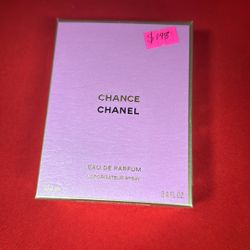 $148
CHANCE
CHANEL
EAU DE PARFUM
VAPORISATEUR SPRAY
3.4 FL. OZ.